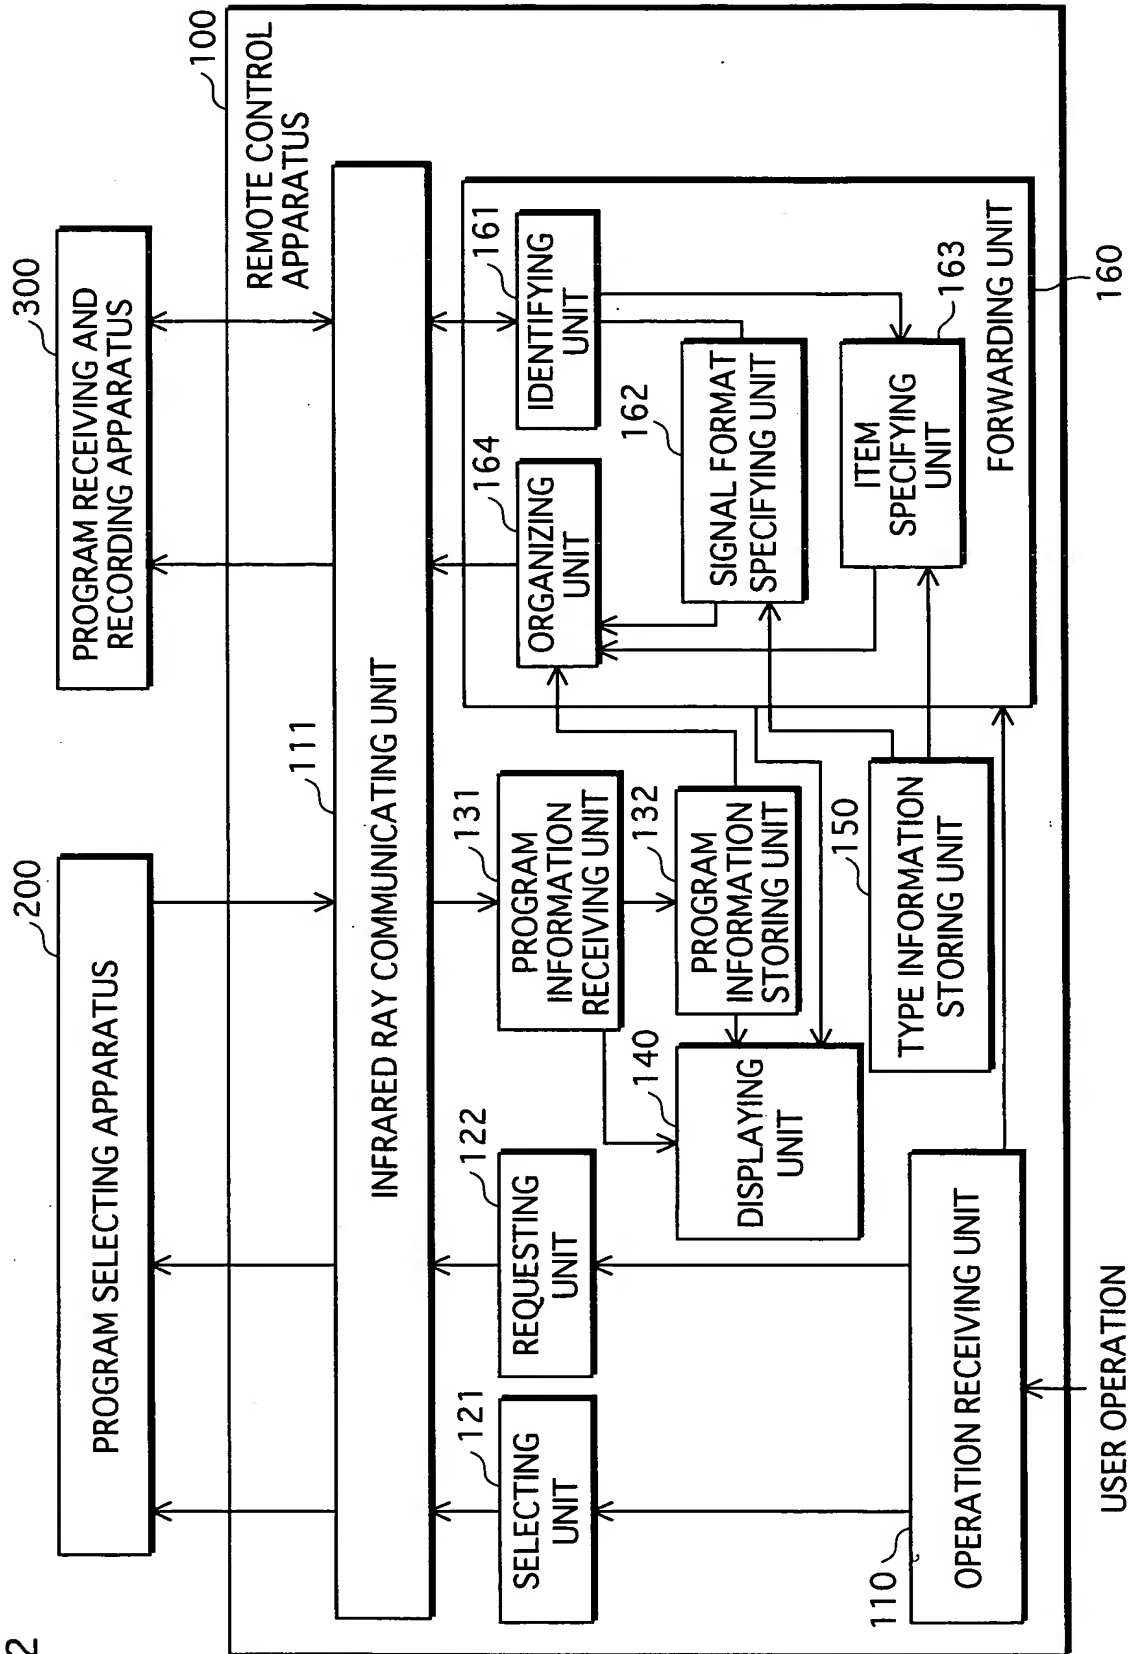 2
200
PROGRAM SELECTING APPARATUS
300
PROGRAM RECEIVING AND
RECORDING APPARATUS
100
REMOTE CONTROL
APPARATUS
111
INFRARED RAY COMMUNICATING UNIT
121
SELECTING
UNIT
122
REQUESTING
UNIT
131
PROGRAM
INFORMATION
RECEIVING UNIT
132
PROGRAM
INFORMATION
STORING UNIT
140
DISPLAYING
UNIT
150
TYPE INFORMATION
STORING UNIT
164
ORGANIZING
UNIT
161
IDENTIFYING
UNIT
162
SIGNAL FORMAT
SPECIFYING UNIT
163
ITEM
SPECIFYING
UNIT
FORWARDING UNIT
160
110
OPERATION RECEIVING UNIT
USER OPERATION